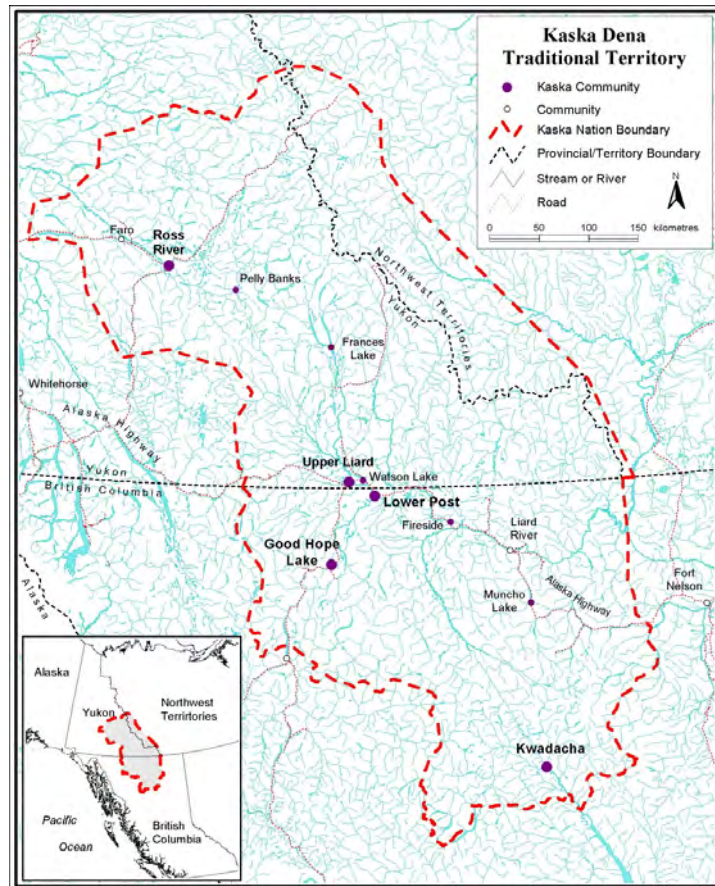 Kaska Dena
Traditional Territory
Kaska Community
Community
Kaska Nation Boundary
Provincial/Territory Boundary
Stream or River
Road
N
0 50 100 150
kilometres
Faro
Ross
River
Pelly Banks
Northwest Territories
Yukon
Frances
Lake
Whitehorse
Alaska Highway
Yukon
British Columbia
Upper Liard
Watson Lake
Lower Post
Fireside
Liard
River
Good Hope
Lake
Muncho
Lake
Alaska Highway
Fort
Nelson
Alaska
Kwadacha
Alaska
Yukon
Northwest
Terrirtories
Pacific
Ocean
British
Columbia